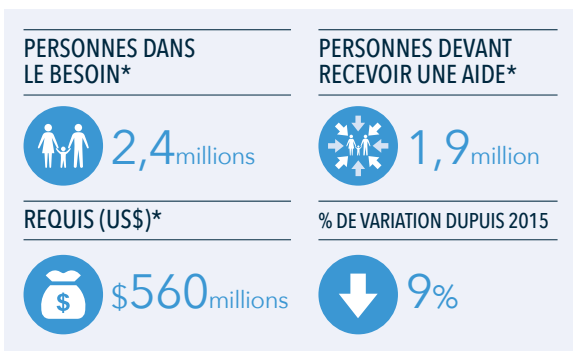 PERSONNES DANS
LE BESOIN*
2,4millions
PERSONNES DEVANT
RECEVOIR UNE AIDE*
1,9million
REQUIS (US$)*
$
$560millions
% DE VARIATION DUPUIS 2015
9%